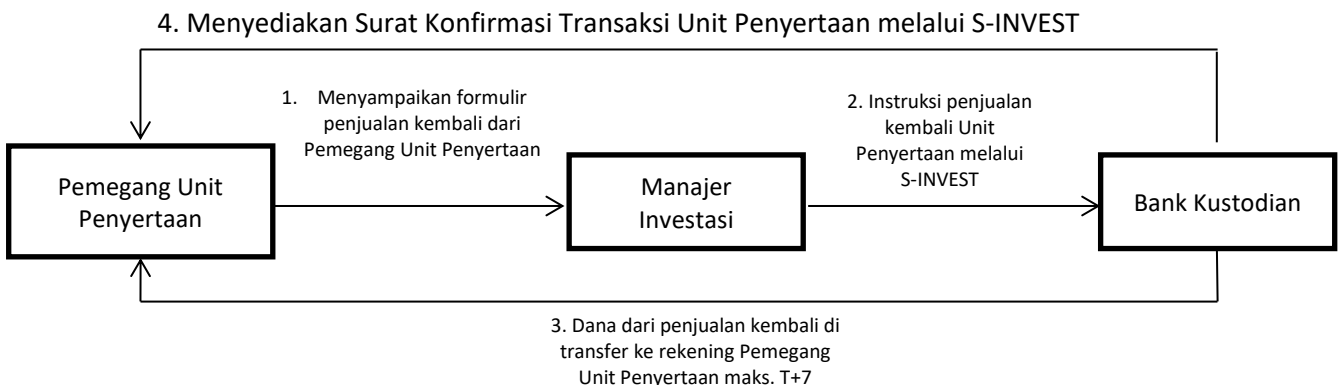 4. Menyediakan Surat Konfirmasi Transaksi Unit Penyertaan melalui S-INVEST
1. Menyampaikan formulir
penjualan kembali dari
Pemegang Unit Penyertaan
2. Instruksi penjualan
kembali Unit
Penyertaan melalui
S-INVEST
Pemegang Unit
Penyertaan
Manajer
Investasi
Bank Kustodian
3. Dana dari penjualan kembali di
transfer ke rekening Pemegang
Unit Penyertaan maks. T+7